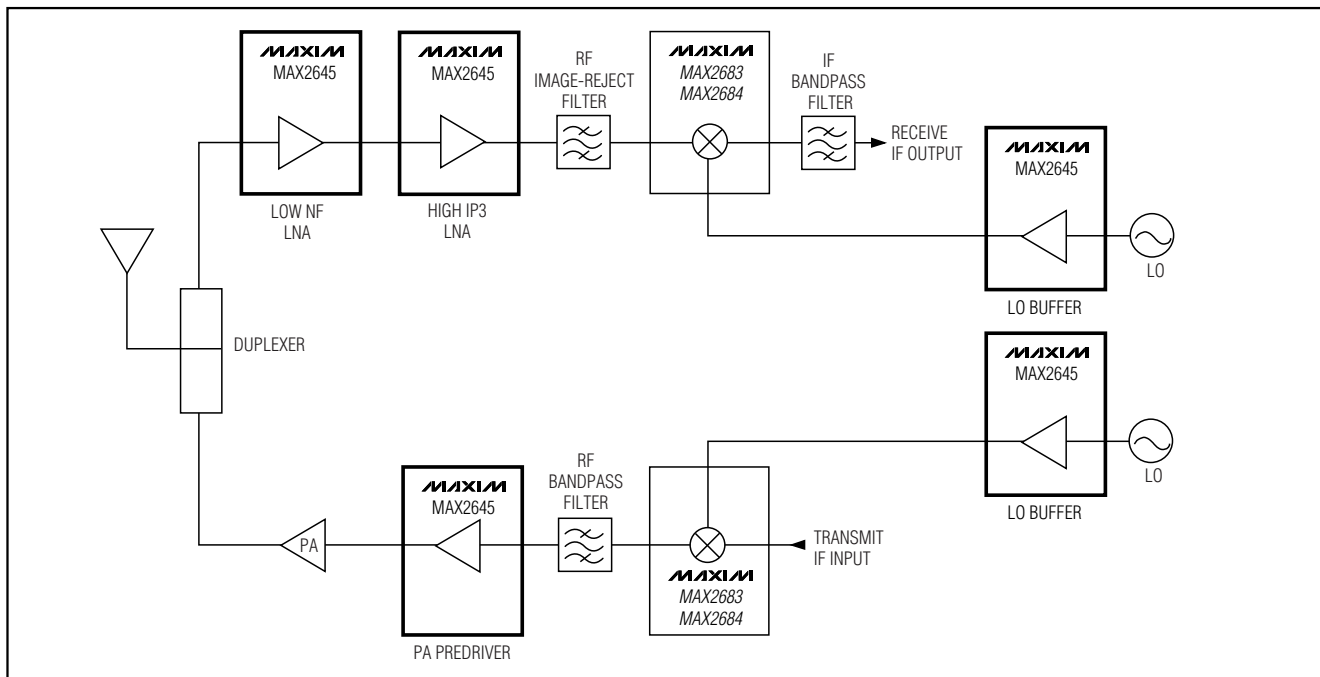 MAXIM
MAX2645
LOW NF
LNA
MAXIM
MAX2645
HIGH IP3
LNA
RF
IMAGE-REJECT
FILTER
MAXIM
MAX2683
MAX2684
IF
BANDPASS
FILTER
RECEIVE
IF OUTPUT
MAXIM
MAX2645
LO BUFFER
LO
DUPLEXER
MAXIM
MAX2645
LO BUFFER
LO
PA
MAXIM
MAX2645
PA PREDRIVER
RF
BANDPASS
FILTER
MAXIM
MAX2683
MAX2684
TRANSMIT
IF INPUT